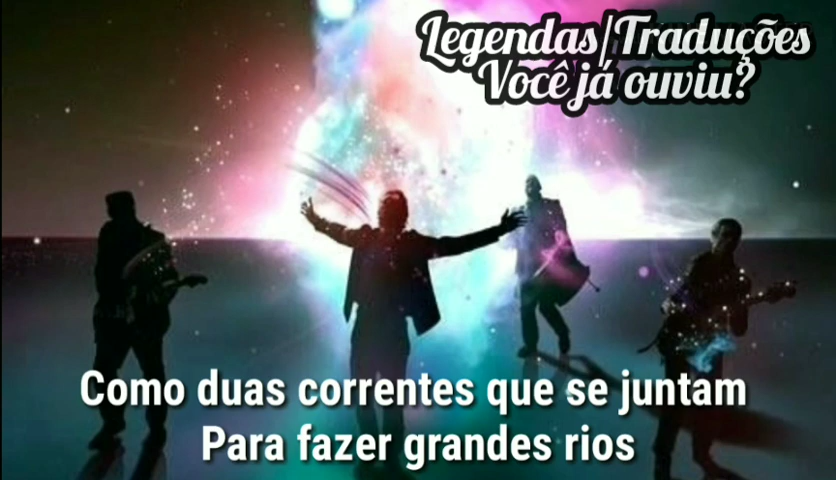 Legendas/Traduções
Você já ouviu?
Como duas correntes que se juntam
Para fazer grandes rios